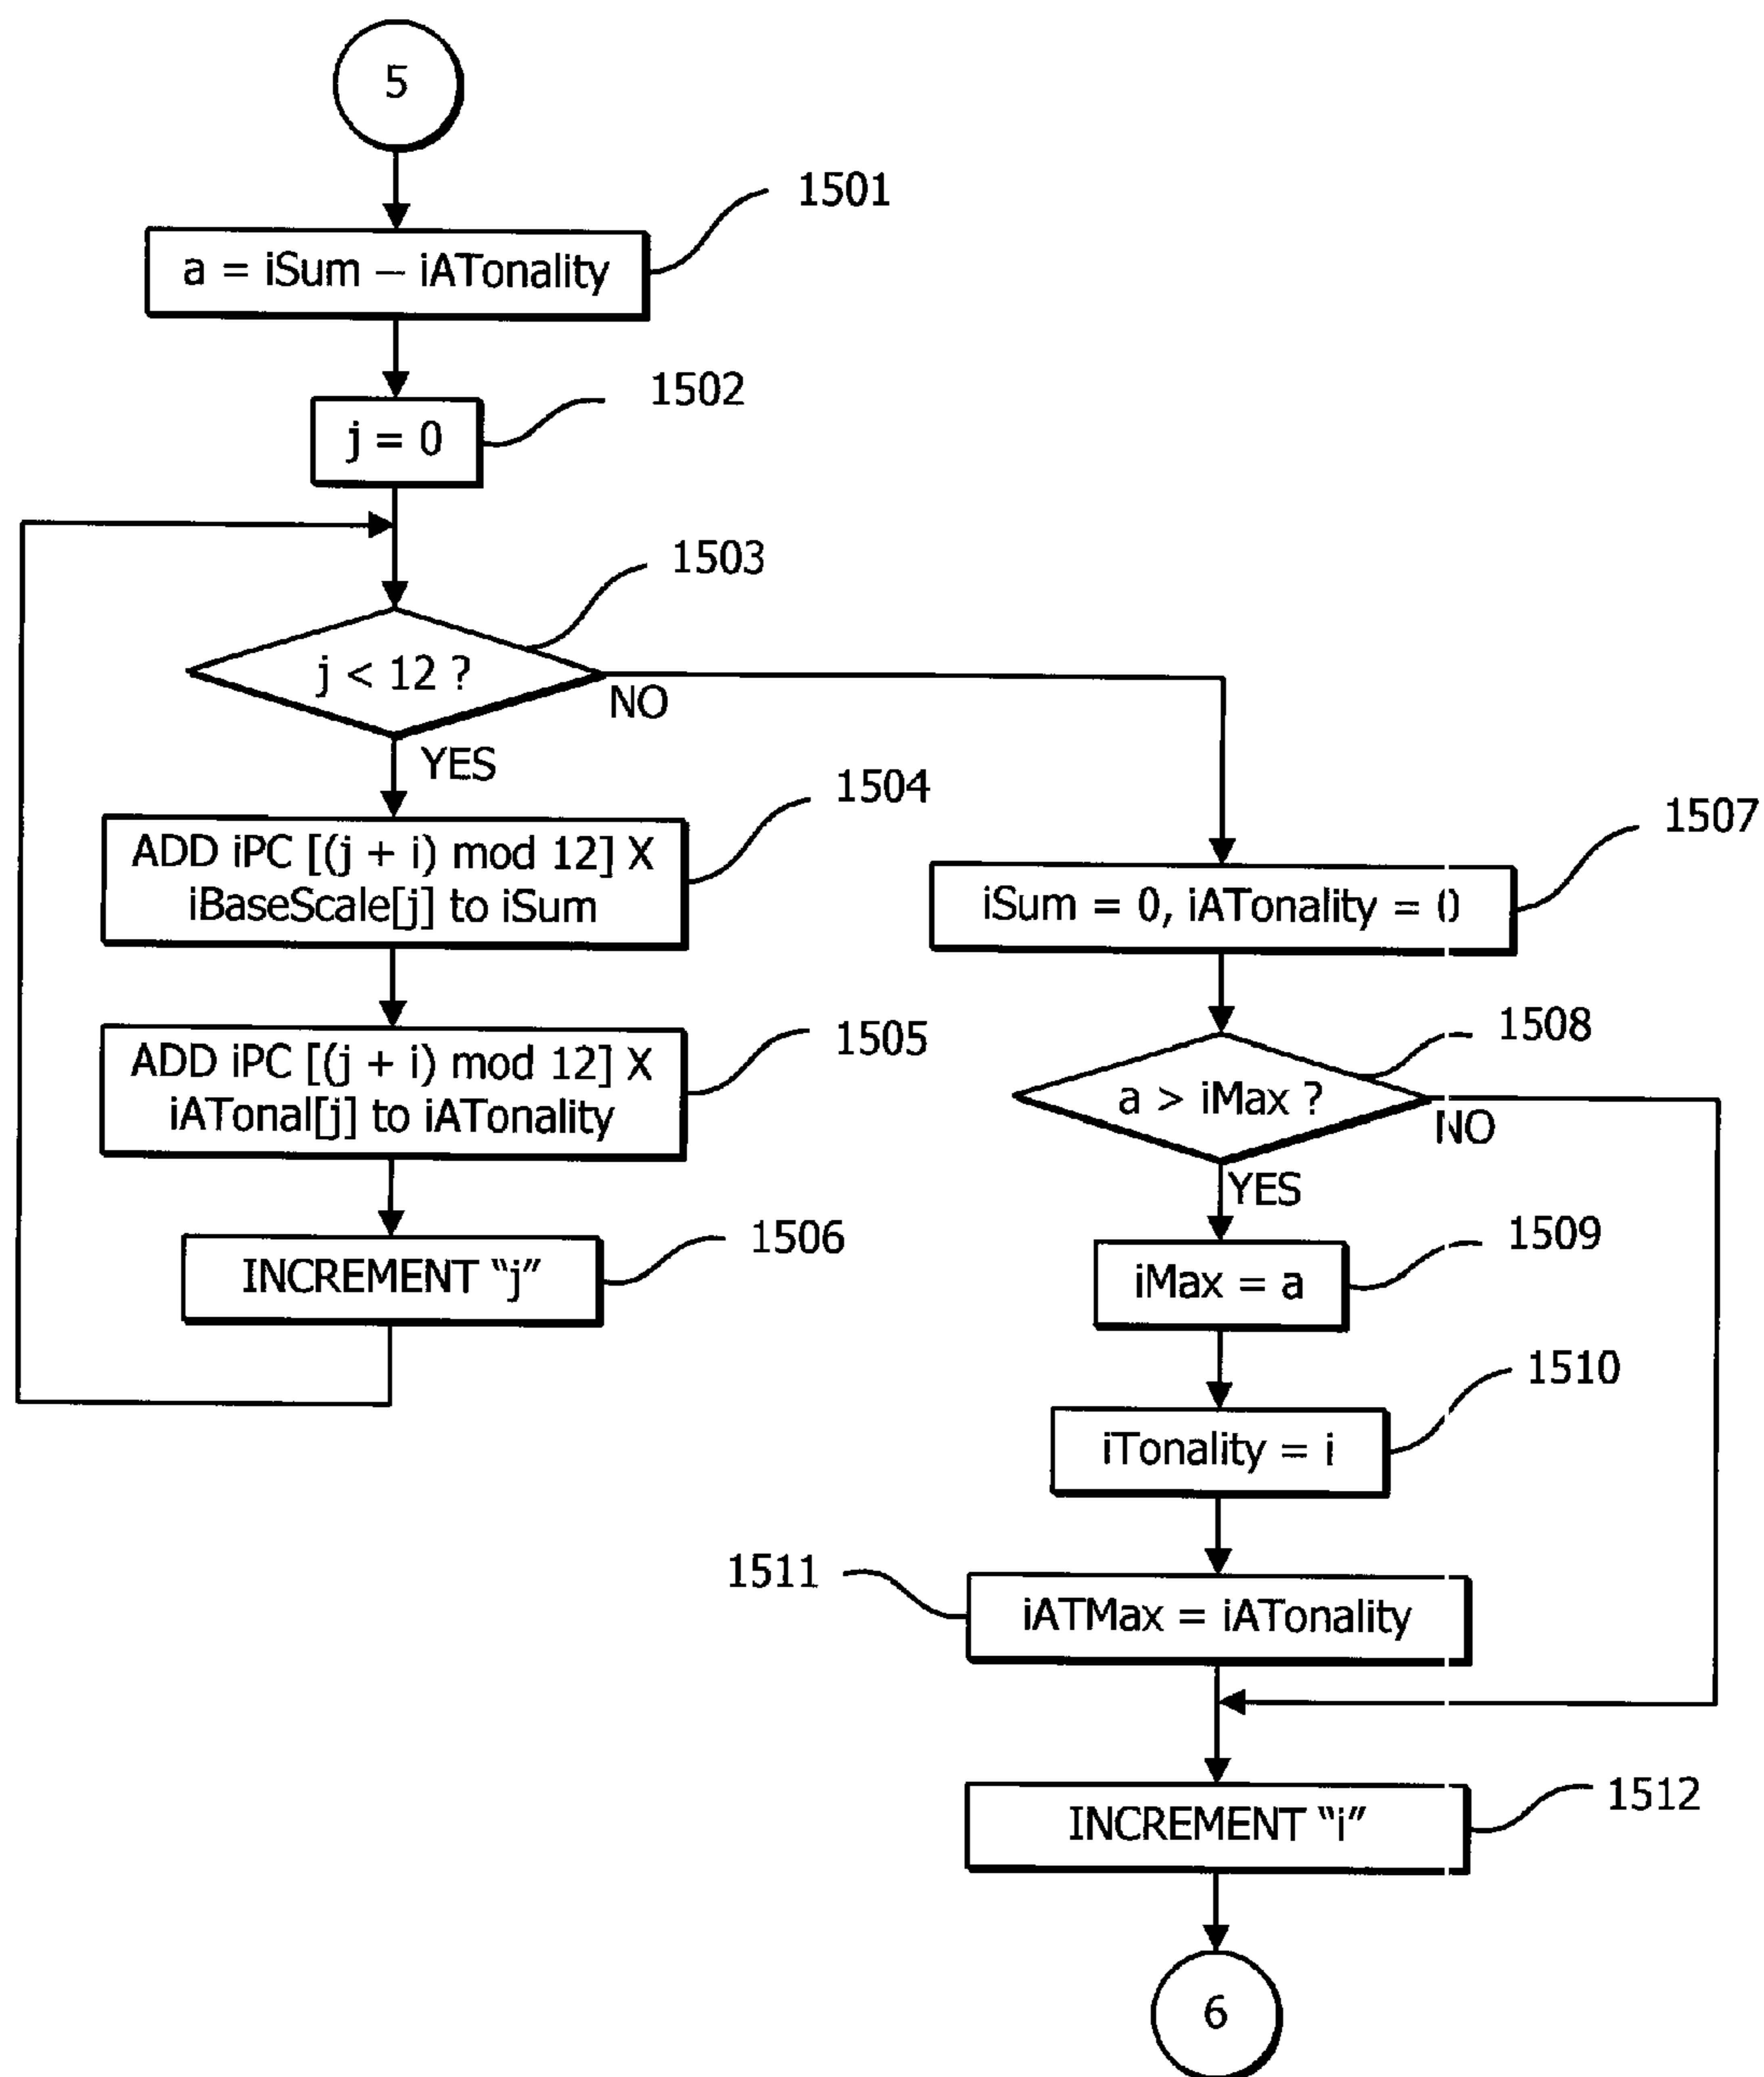 5
1501
a = iSum – iATonality
1502
j = 0
1503
j < 12 ?
NO
YES
1504
ADD iPC [(j + i) mod 12] X
iBaseScale[j] to iSum
1505
ADD iPC [(j + i) mod 12] X
iATonal[j] to iATonality
1506
INCREMENT “j”
1507
iSum = 0, iATonality = 0
1508
a > iMax ?
NO
YES
1509
iMax = a
1510
iTonality = i
1511
iATMax = iATonality
1512
INCREMENT “i”
6